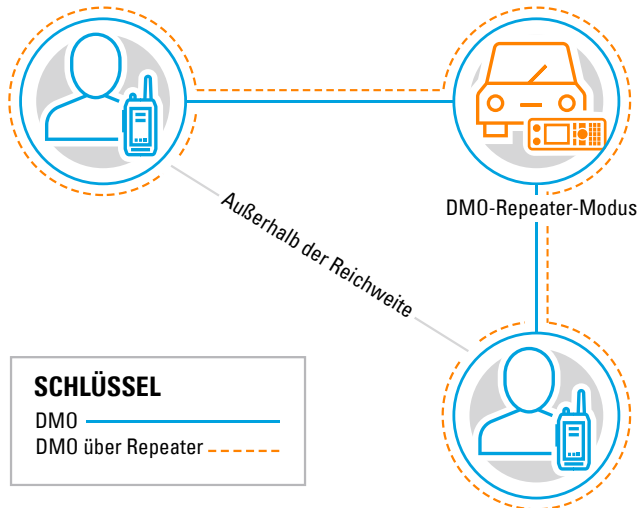 DMO-Repeater-Modus
Außerhalb der Reichweite
SCHLÜSSEL
DMO
DMO über Repeater